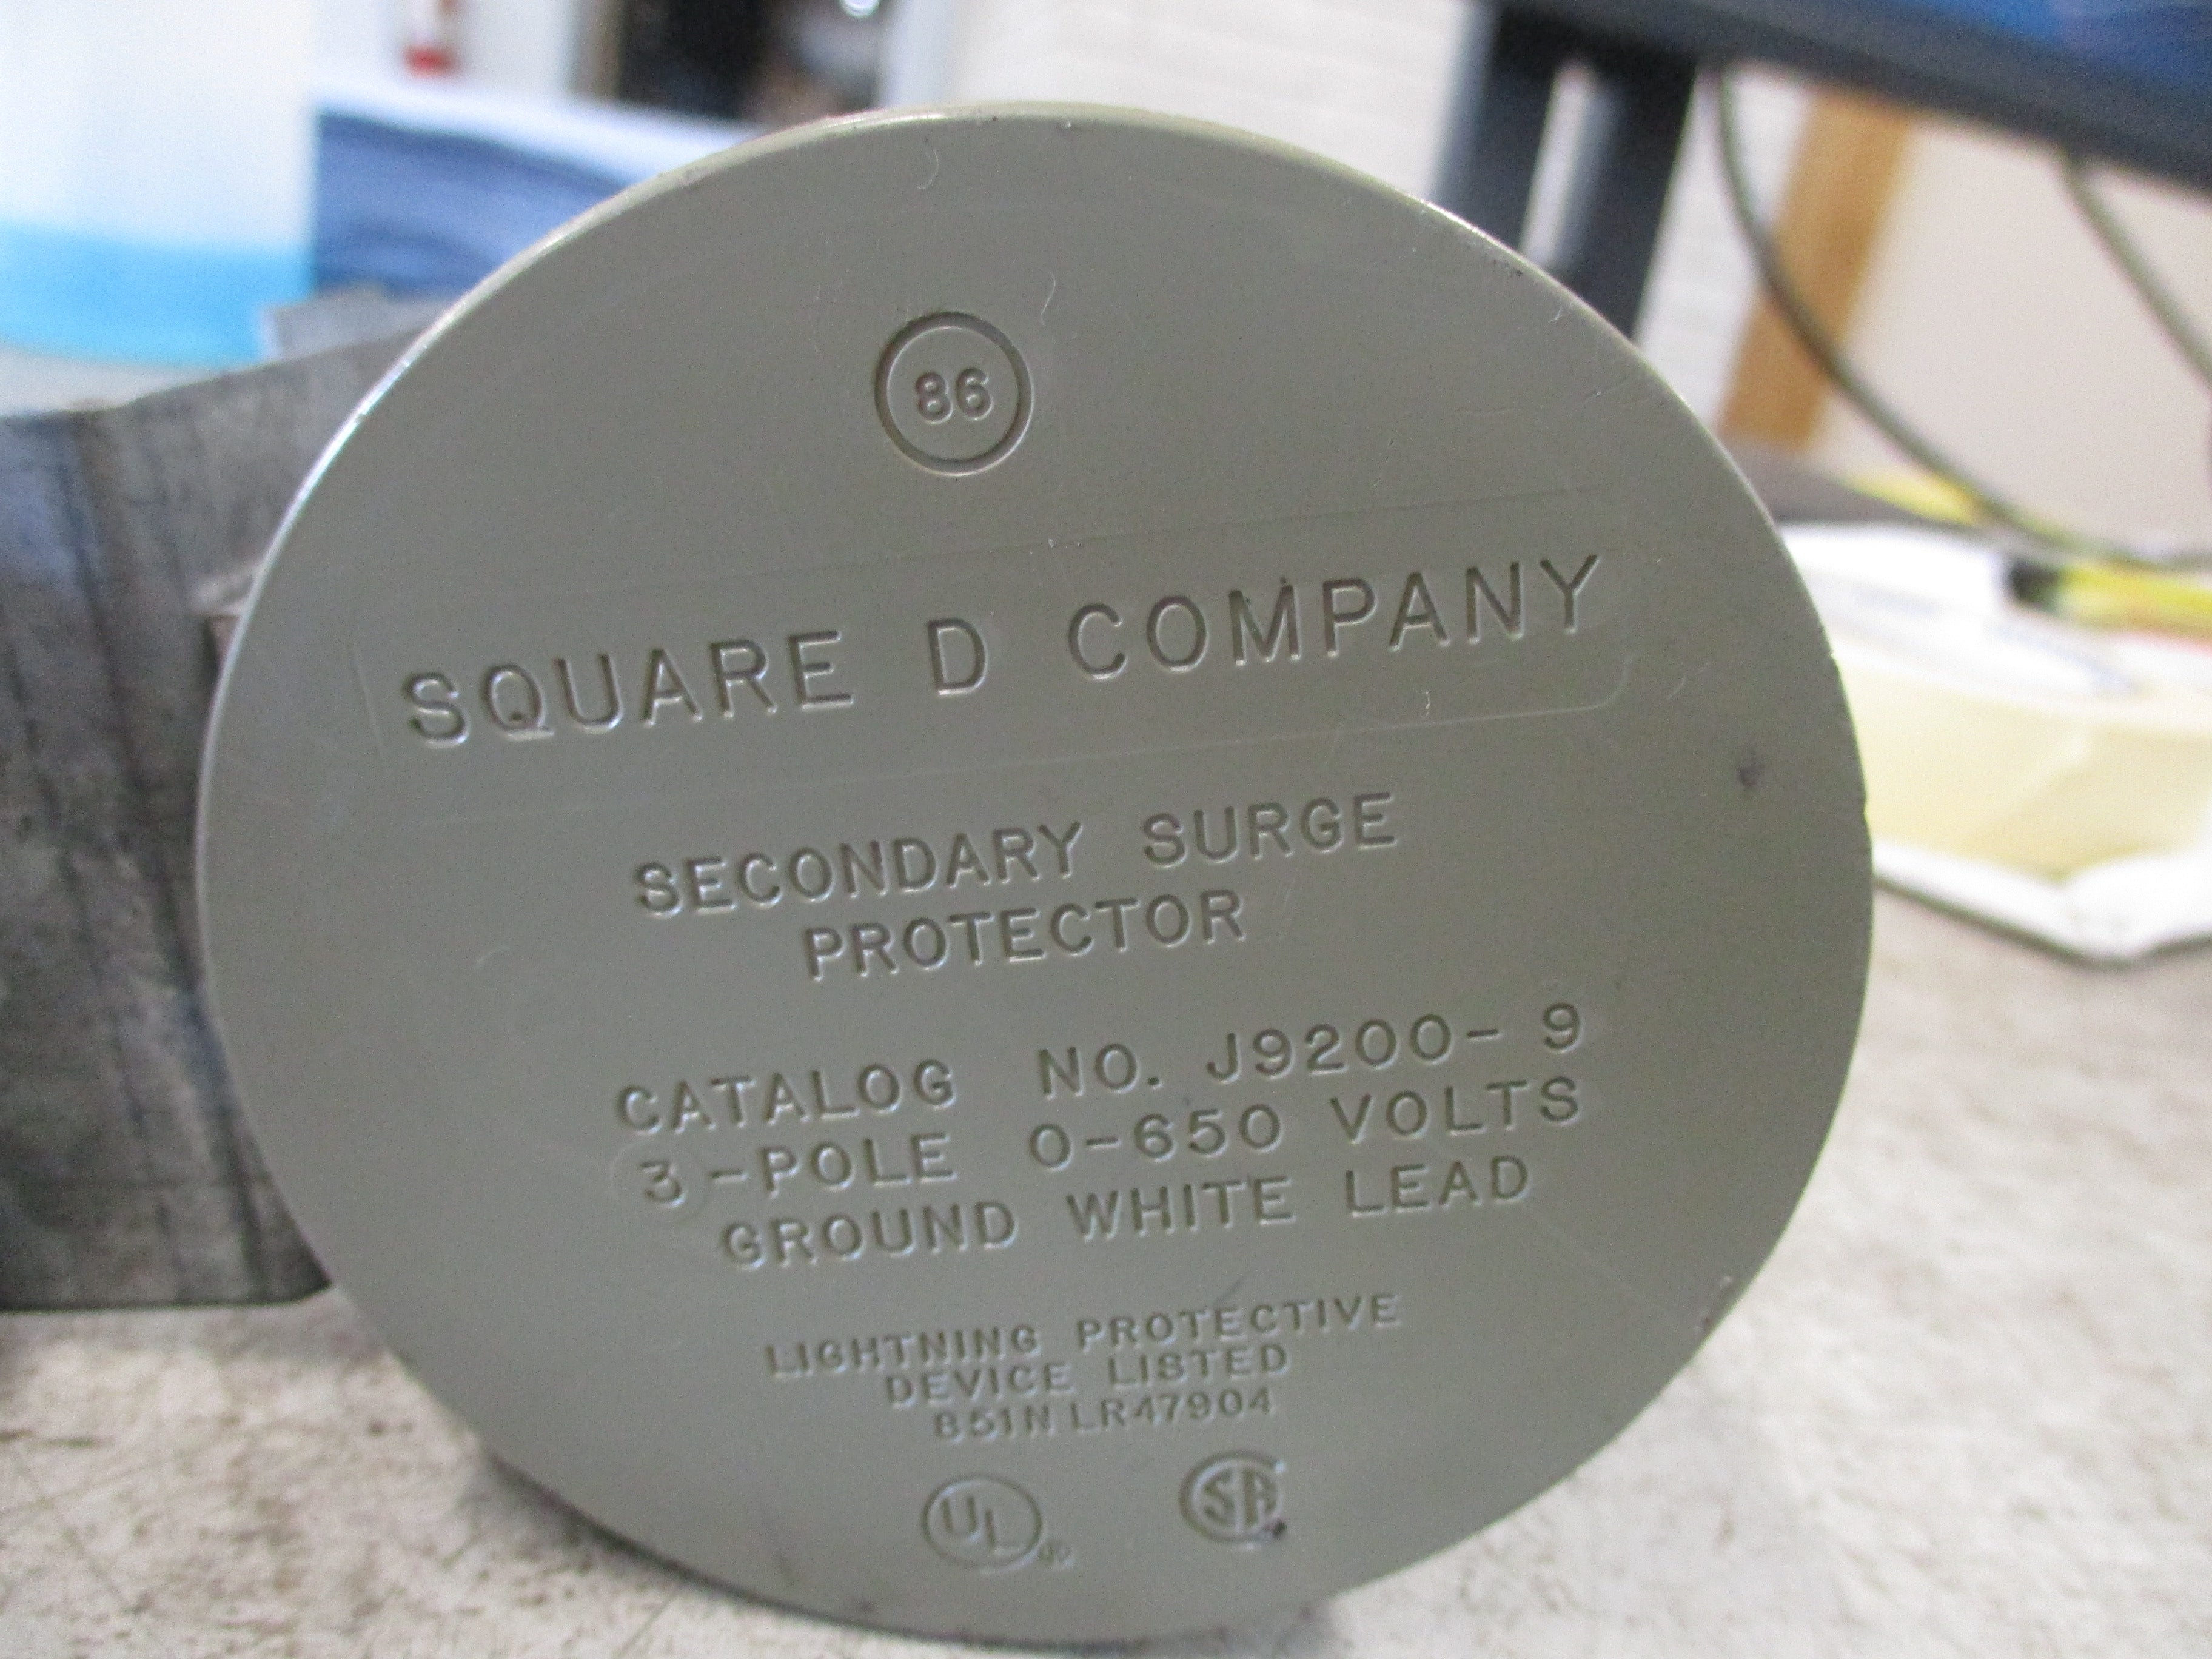 86
SQUARE D COMPANY
SECONDARY SURGE
PROTECTOR
CATALOG NO. J9200- 9
3-POLE 0-650 VOLTS
GROUND WHITE LEAD
LIGHTNING PROTECTIVE
DEVICE LISTED
851N LR47904
UL
SA